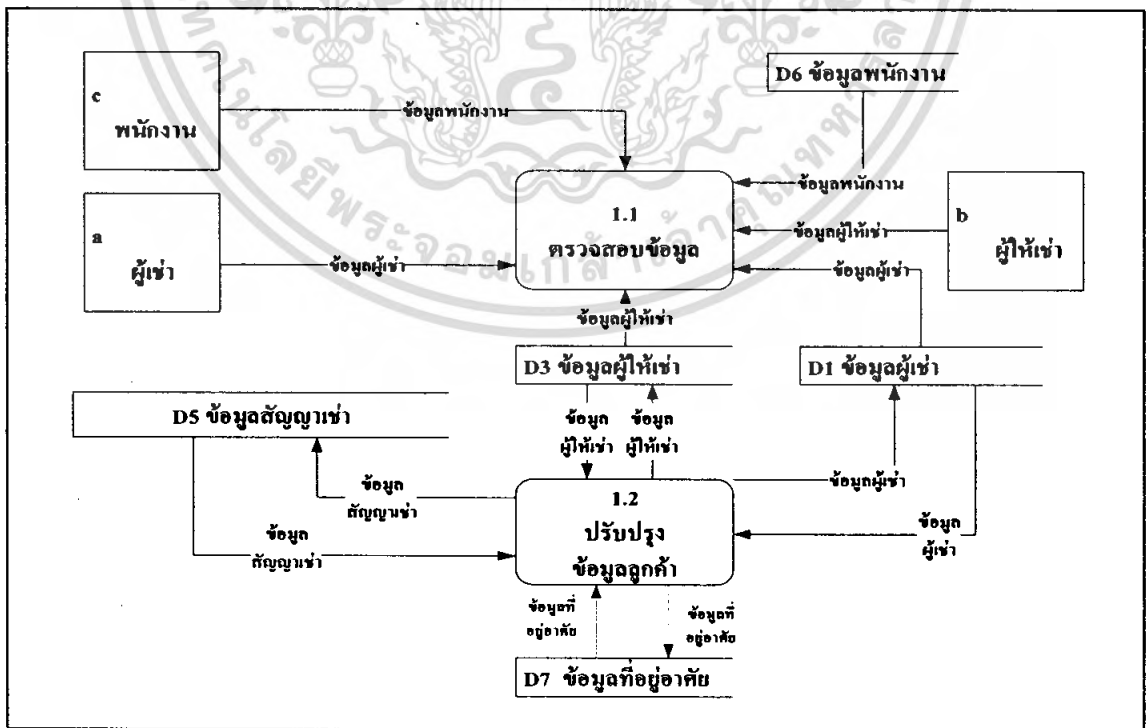 c
พนักงาน
ข้อมูลพนักงาน
D6 ข้อมูลพนักงาน
ข้อมูลพนักงาน
a
ผู้เช่า
ข้อมูลผู้เช่า
1.1
ตรวจสอบข้อมูล
b
ผู้ให้เช่า
ข้อมูลผู้ให้เช่า
ข้อมูลผู้เช่า
ข้อมูลผู้ให้เช่า
D3 ข้อมูลผู้ให้เช่า
D1 ข้อมูลผู้เช่า
D5 ข้อมูลสัญญาเช่า
ข้อมูล
ผู้ให้เช่า
ข้อมูล
ผู้ให้เช่า
ข้อมูล
สัญญาเช่า
ข้อมูล
สัญญาเช่า
1.2
ปรับปรุง
ข้อมูลลูกค้า
ข้อมูลผู้เช่า
ข้อมูล
ผู้เช่า
ข้อมูลที่
อยู่อาศัย
ข้อมูลที่
อยู่อาศัย
D7 ข้อมูลที่อยู่อาศัย